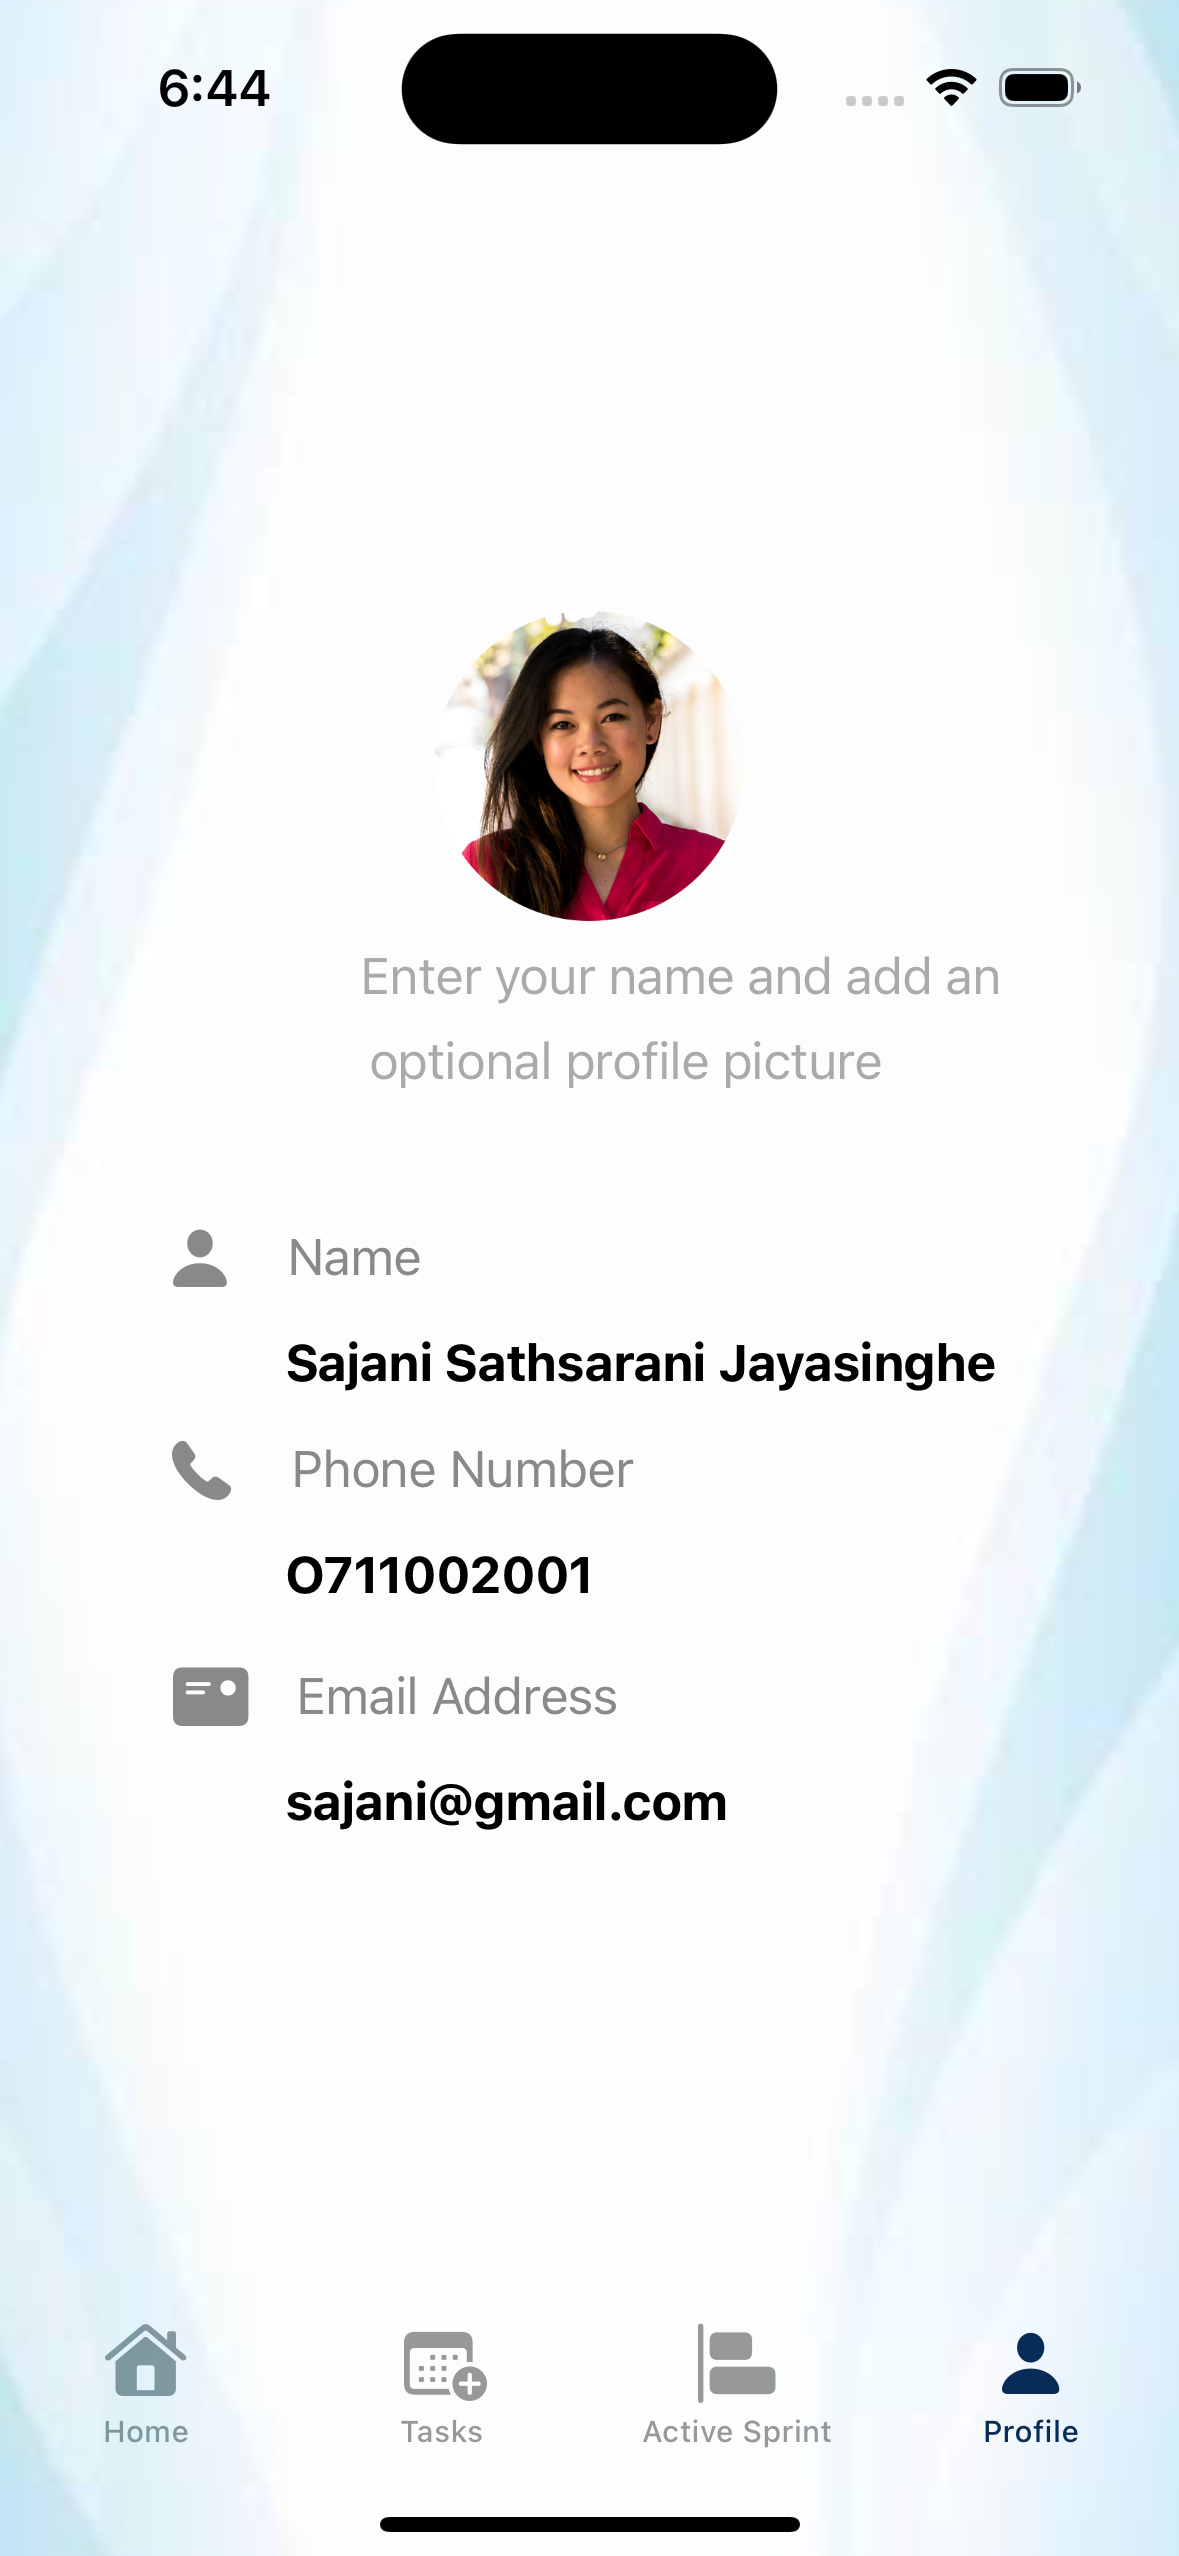 6:44
Enter your name and add an
optional profile picture
Name
Sajani Sathsarani Jayasinghe
Phone Number
O711002001
Email Address
sajani@gmail.com
Home
Tasks
Active Sprint
Profile